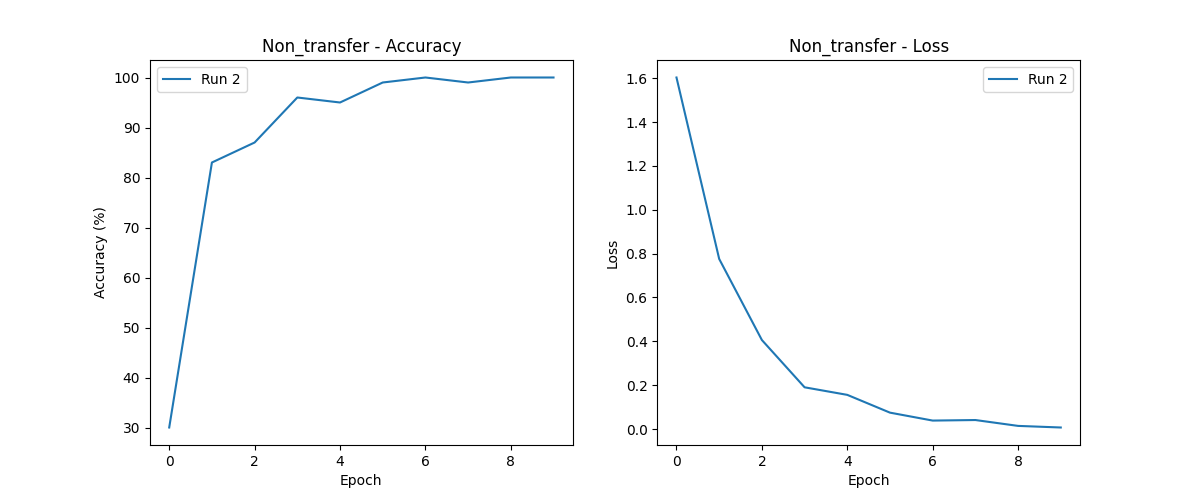 Non_transfer - Accuracy
Run 2
100
90
80
70
60
50
40
30
Accuracy (%)
0 2 4 6 8
Epoch
Non_transfer - Loss
Run 2
1.6
1.4
1.2
1.0
0.8
0.6
0.4
0.2
0.0
Loss
0 2 4 6 8
Epoch